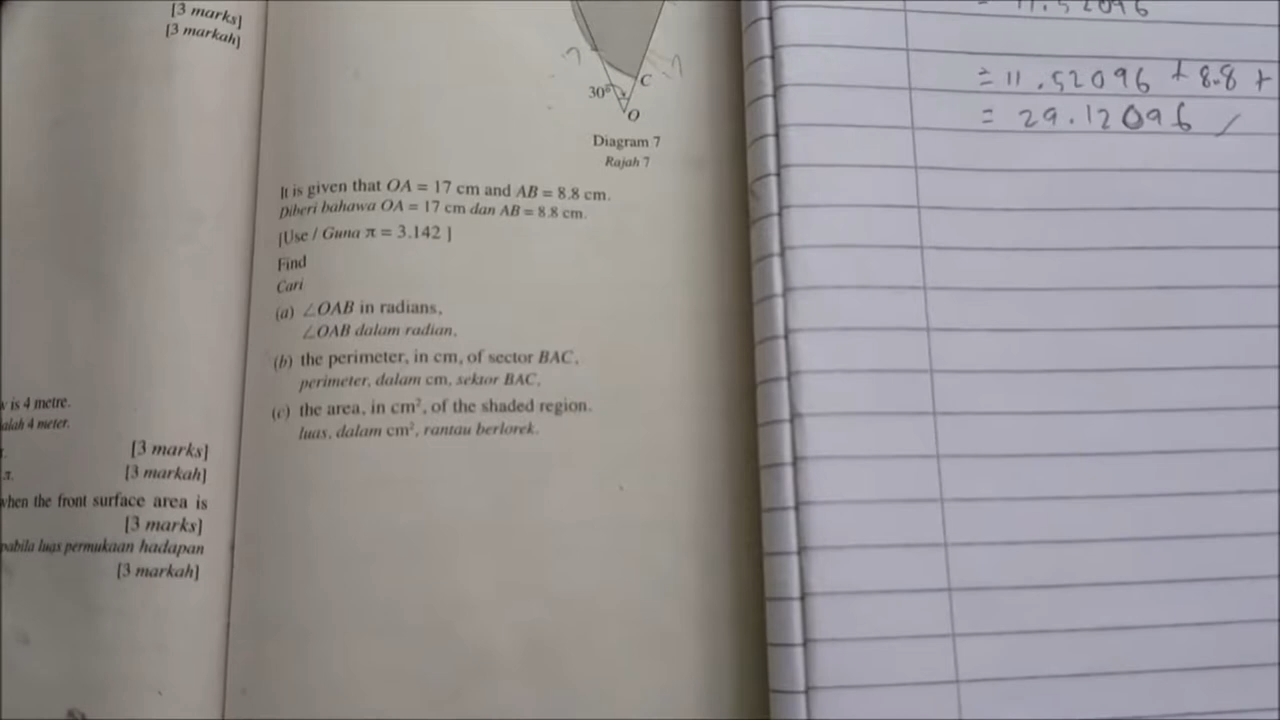 [3 marks]
[3 markah]
is 4 metre.
4 meter.
[3 marks]
π. [3 markah]
when the front surface area is
[3 marks]
luas permukaan hadapan
[3 markah]
C
30°
O
Diagram 7
Rajah 7
It is given that OA = 17 cm and AB = 8.8 cm.
Diberi bahawa OA = 17 cm dan AB = 8.8 cm.
[Use / Guna π = 3.142 ]
Find
Cari
(a) ∠OAB in radians,
∠OAB dalam radian,
(b) the perimeter, in cm, of sector BAC,
perimeter, dalam cm, sektor BAC,
(c) the area, in cm², of the shaded region.
luas, dalam cm², rantau berlorek.
= 11.52096
= 11.52096 + 8.8 +
= 29.12096